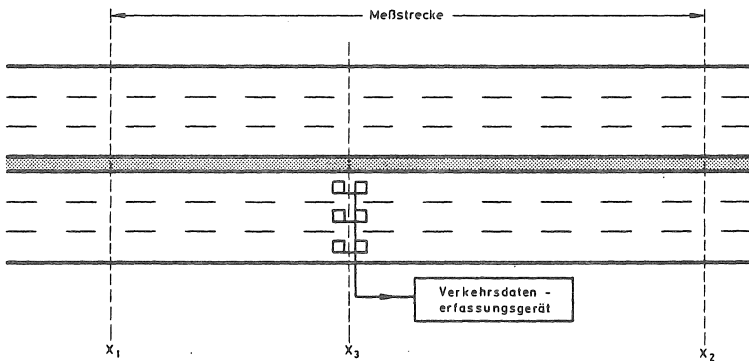 Meßstrecke
Verkehrsdaten -
erfassungsgerät
X₁
X₃
X₂